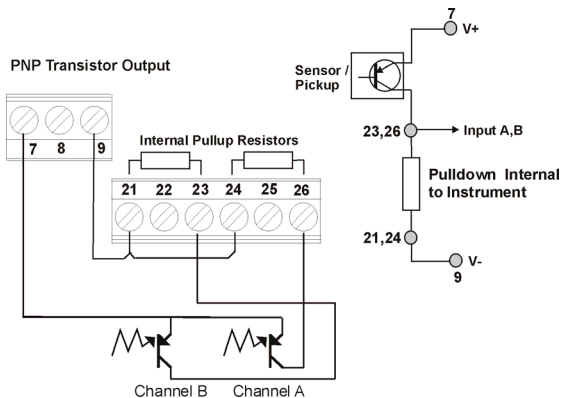 PNP Transistor Output
7 8 9
Internal Pullup Resistors
21 22 23 24 25 26
Channel B
Channel A
7
V+
Sensor /
Pickup
23,26
Input A,B
Pulldown Internal
to Instrument
21,24
V-
9